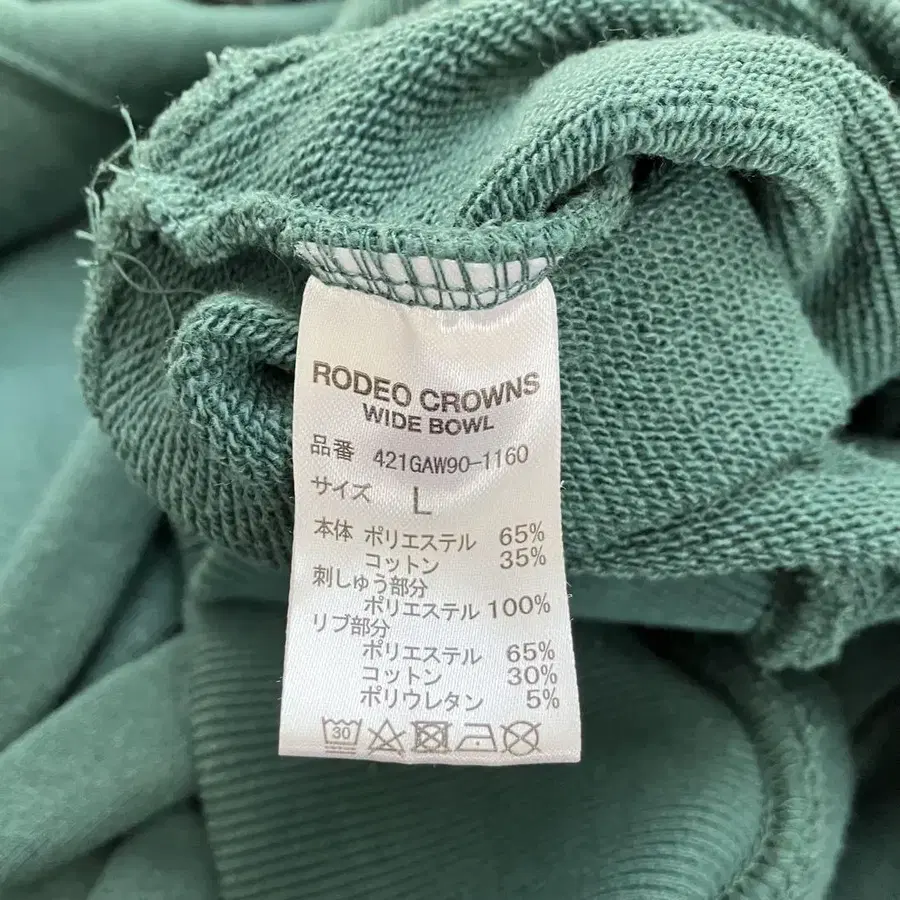 RODEO CROWNS
WIDE BOWL
品番 421GAW90-1160
サイズ L
本体 ポリエステル 65%
コットン 35%
刺しゅう部分
ポリエステル 100%
リブ部分
ポリエステル 65%
コットン 30%
ポリウレタン 5%
30